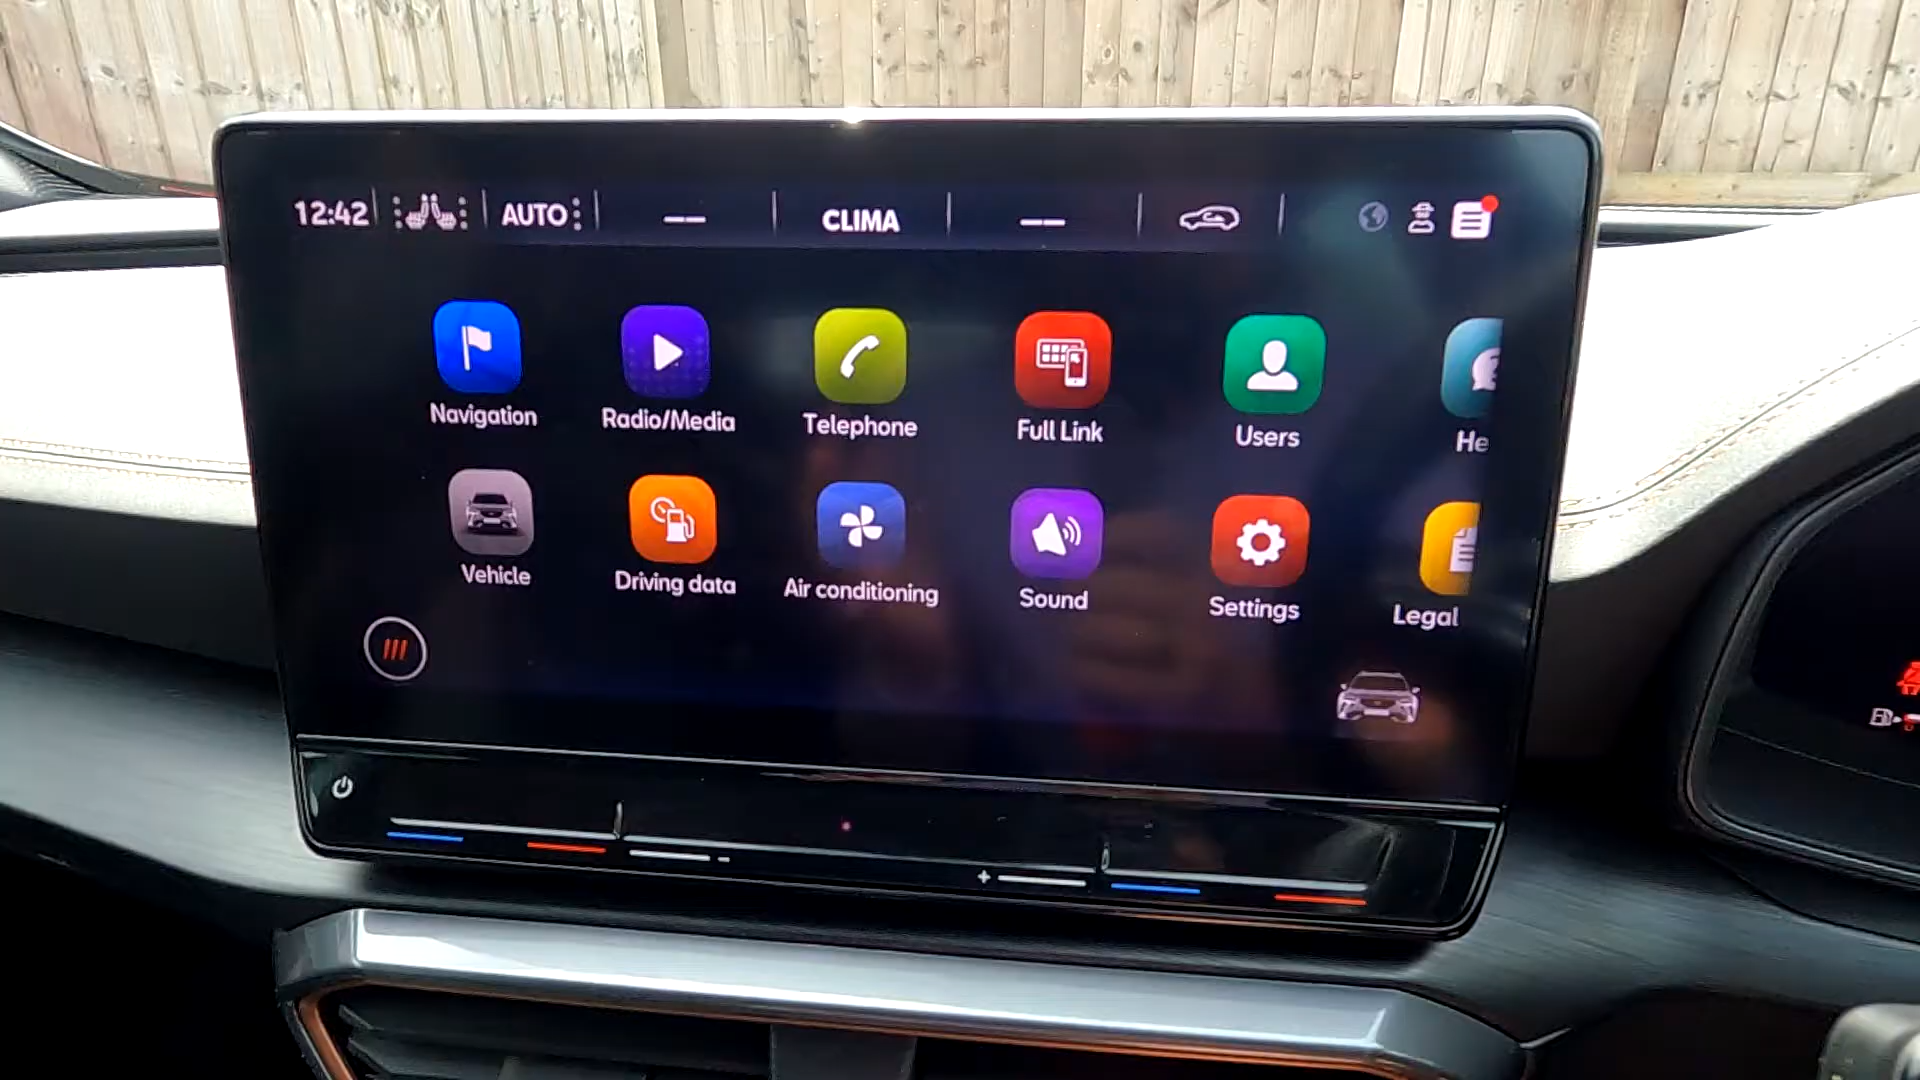 12:42 AUTO -- CLIMA --
Navigation Radio/Media Telephone Full Link Users He
Vehicle Driving data Air conditioning Sound Settings Legal
- +